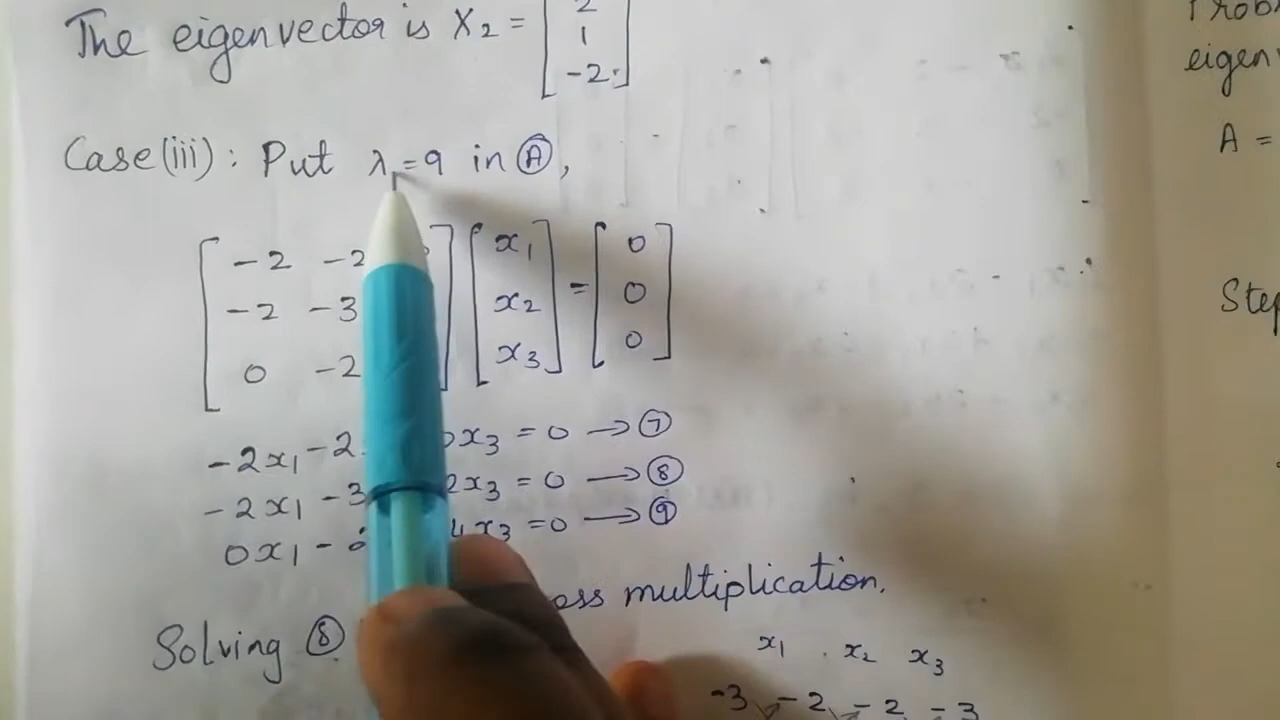 The eigenvector is X2 = [ 2
1
-2 ]
Case(iii): Put λ=9 in Ⓐ,
-2 -2 x1 0
-2 -3 x2 = 0
0 -2 x3 0
-2x1 -2 x3 = 0 → ⑦
-2x1 -3 2x3 = 0 → ⑧
0x1 - 4x3 = 0 → ⑨
multiplication.
Solving ⑧
x1 x2 x3
-3 -2 -2 -3
eigen
A =